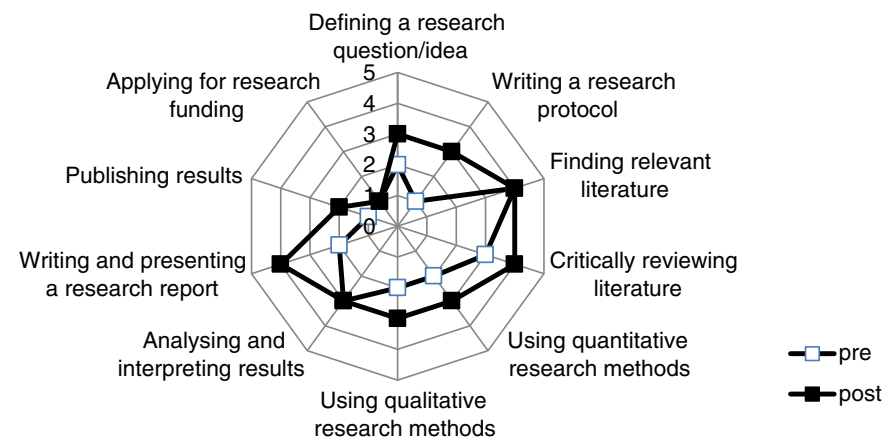 Defining a research
question/idea
Applying for research
funding
Writing a research
protocol
5
4
3
2
1
0
Publishing results
Finding relevant
literature
Writing and presenting
a research report
Critically reviewing
literature
Analysing and
interpreting results
Using quantitative
research methods
Using qualitative
research methods
pre
post